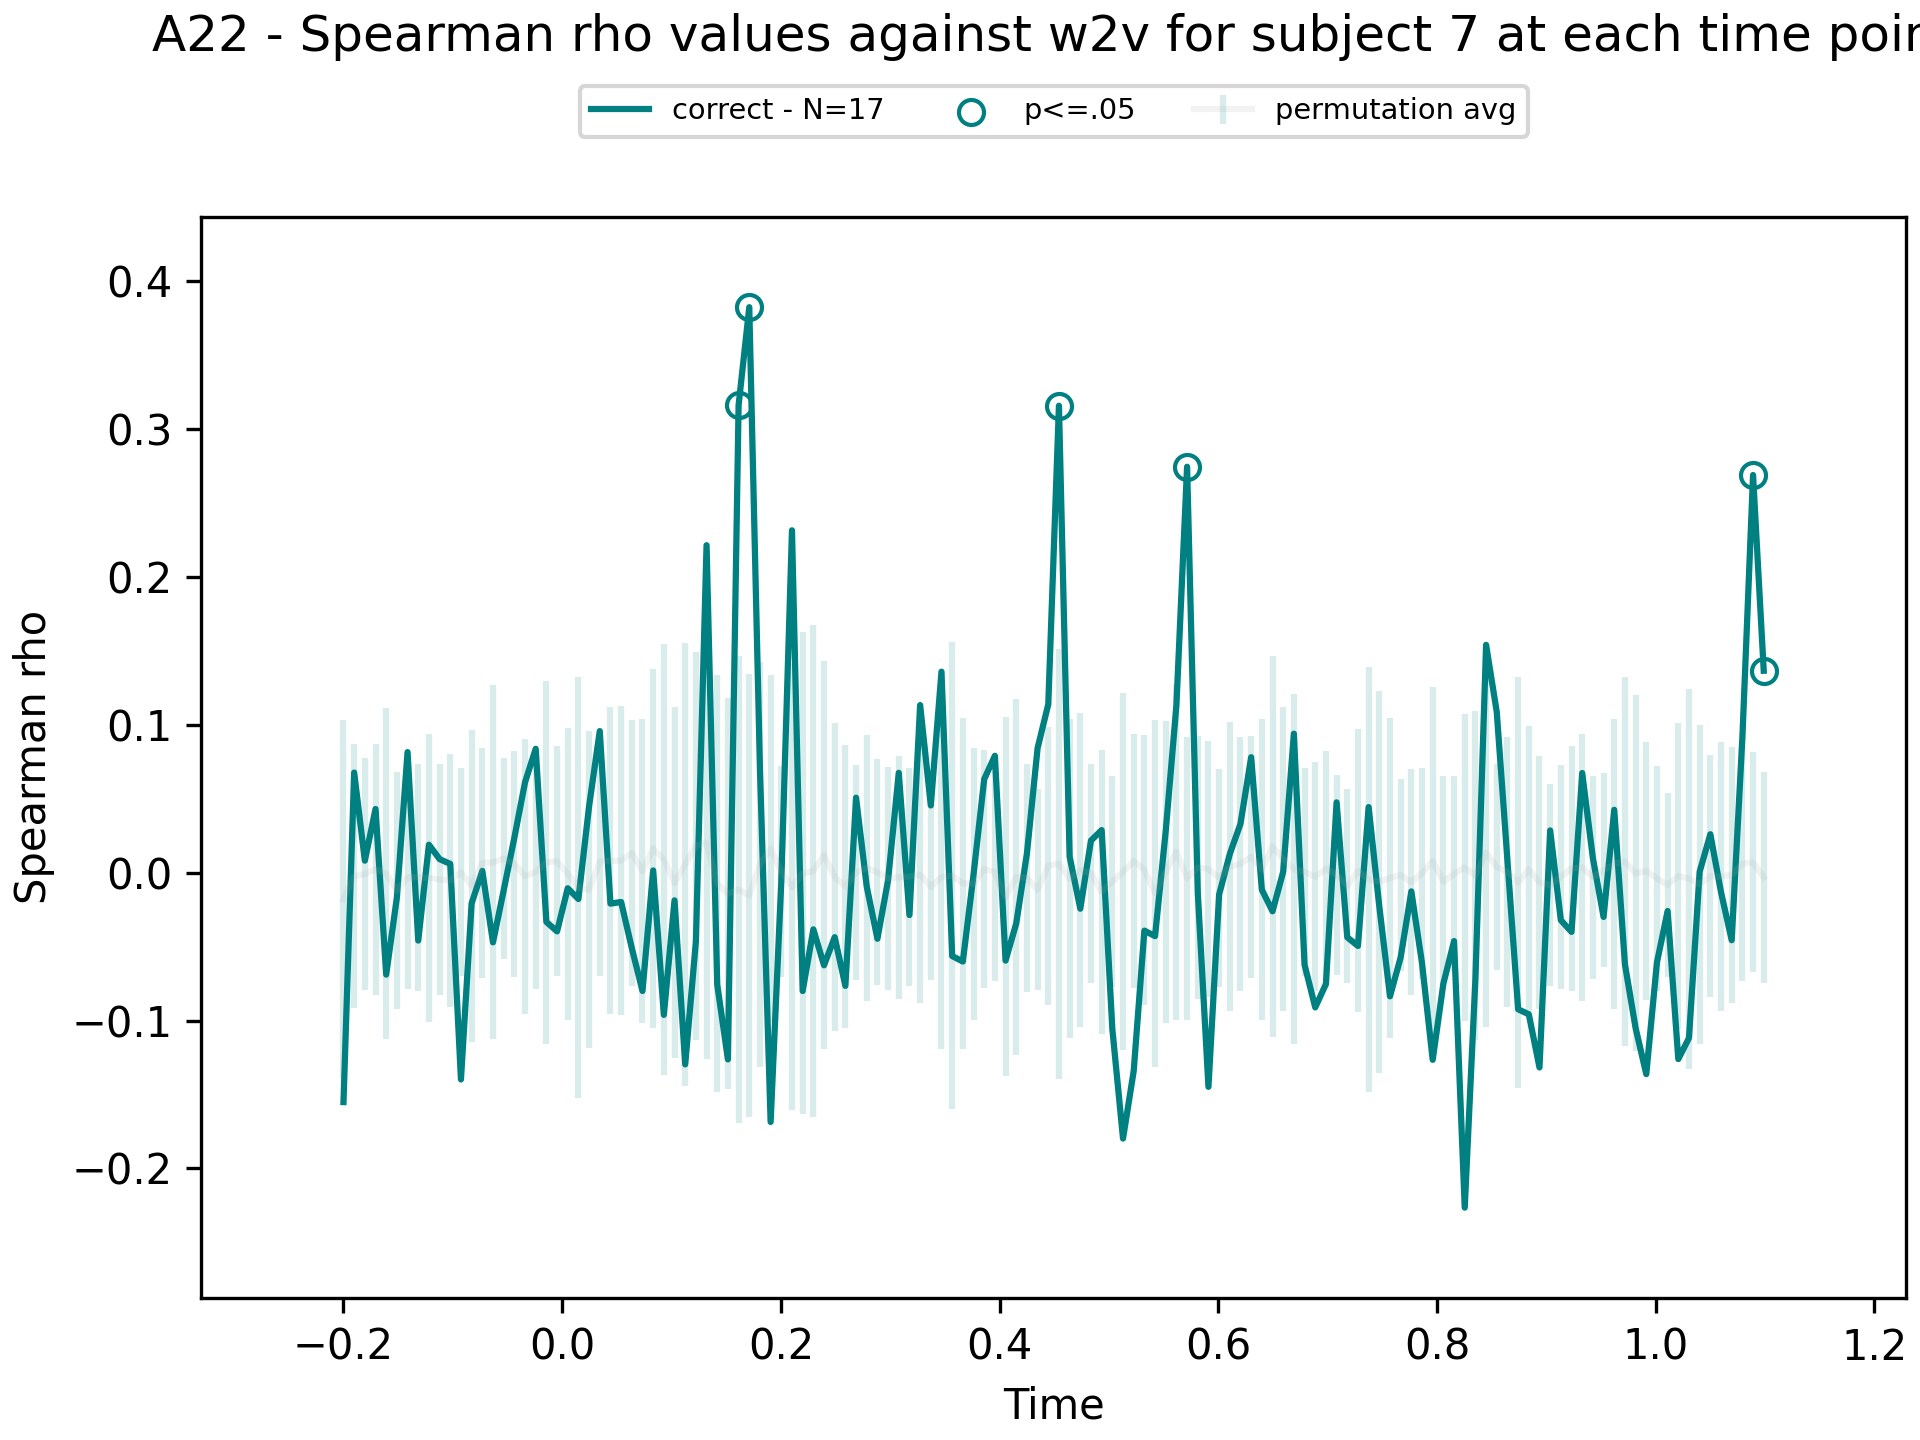 A22 - Spearman rho values against w2v for subject 7 at each time poin
correct - N=17 p<=.05 permutation avg
Spearman rho
0.4
0.3
0.2
0.1
0.0
−0.1
−0.2
−0.2 0.0 0.2 0.4 0.6 0.8 1.0 1.2
Time